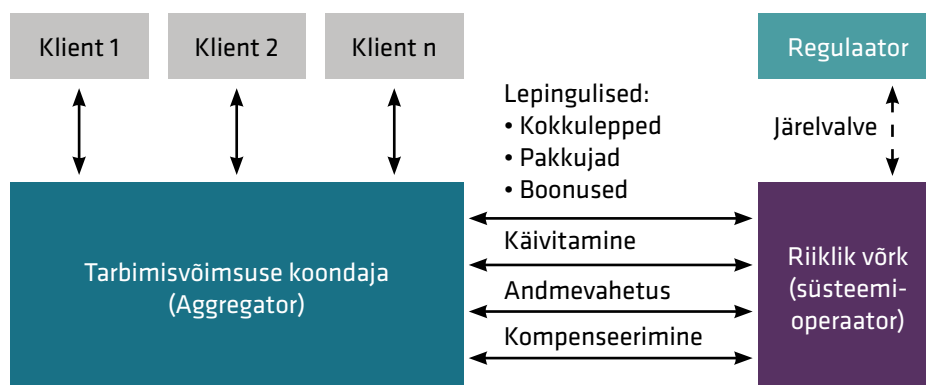 Klient 1
Klient 2
Klient n
Regulaator
Lepingulised:
• Kokkulepped
• Pakkujad
• Boonused
Järelvalve
Käivitamine
Andmevahetus
Kompenseerimine
Tarbimisvõimsuse koondaja
(Aggregator)
Riiklik võrk
(süsteemi-
operaator)